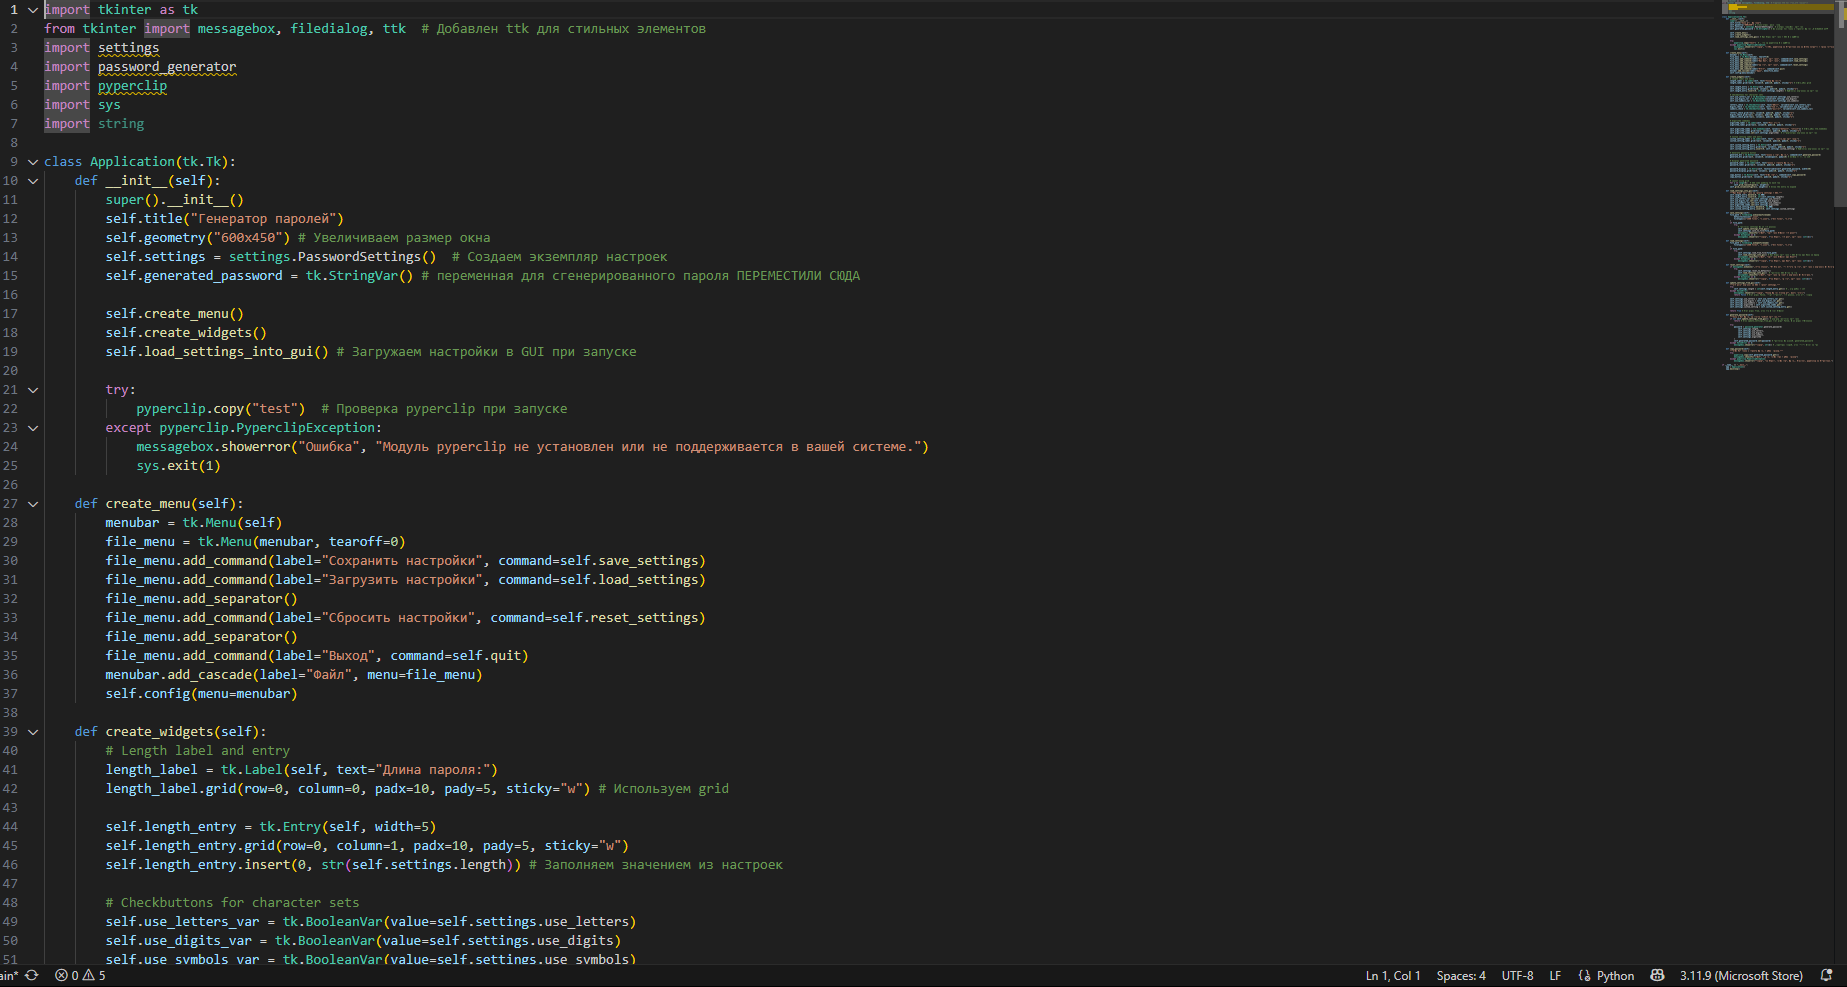 1 import tkinter as tk
2 from tkinter import messagebox, filedialog, ttk  # Добавлен ttk для стильных элементов
3 import settings
4 import password_generator
5 import pyperclip
6 import sys
7 import string
8
9 class Application(tk.Tk):
10     def __init__(self):
11         super().__init__()
12         self.title("Генератор паролей")
13         self.geometry("600x450") # Увеличиваем размер окна
14         self.settings = settings.PasswordSettings()  # Создаем экземпляр настроек
15         self.generated_password = tk.StringVar() # переменная для сгенерированного пароля ПЕРЕМЕСТИЛИ СЮДА
16
17         self.create_menu()
18         self.create_widgets()
19         self.load_settings_into_gui() # Загружаем настройки в GUI при запуске
20
21         try:
22             pyperclip.copy("test")  # Проверка pyperclip при запуске
23         except pyperclip.PyperclipException:
24             messagebox.showerror("Ошибка", "Модуль pyperclip не установлен или не поддерживается в вашей системе.")
25             sys.exit(1)
26
27     def create_menu(self):
28         menubar = tk.Menu(self)
29         file_menu = tk.Menu(menubar, tearoff=0)
30         file_menu.add_command(label="Сохранить настройки", command=self.save_settings)
31         file_menu.add_command(label="Загрузить настройки", command=self.load_settings)
32         file_menu.add_separator()
33         file_menu.add_command(label="Сбросить настройки", command=self.reset_settings)
34         file_menu.add_separator()
35         file_menu.add_command(label="Выход", command=self.quit)
36         menubar.add_cascade(label="Файл", menu=file_menu)
37         self.config(menu=menubar)
38
39     def create_widgets(self):
40         # Length label and entry
41         length_label = tk.Label(self, text="Длина пароля:")
42         length_label.grid(row=0, column=0, padx=10, pady=5, sticky="w") # Используем grid
43
44         self.length_entry = tk.Entry(self, width=5)
45         self.length_entry.grid(row=0, column=1, padx=10, pady=5, sticky="w")
46         self.length_entry.insert(0, str(self.settings.length)) # Заполняем значением из настроек
47
48         # Checkbuttons for character sets
49         self.use_letters_var = tk.BooleanVar(value=self.settings.use_letters)
50         self.use_digits_var = tk.BooleanVar(value=self.settings.use_digits)
51         self.use_symbols_var = tk.BooleanVar(value=self.settings.use_symbols)
ain* 0 5 Ln 1, Col 1 Spaces: 4 UTF-8 LF Python 3.11.9 (Microsoft Store)